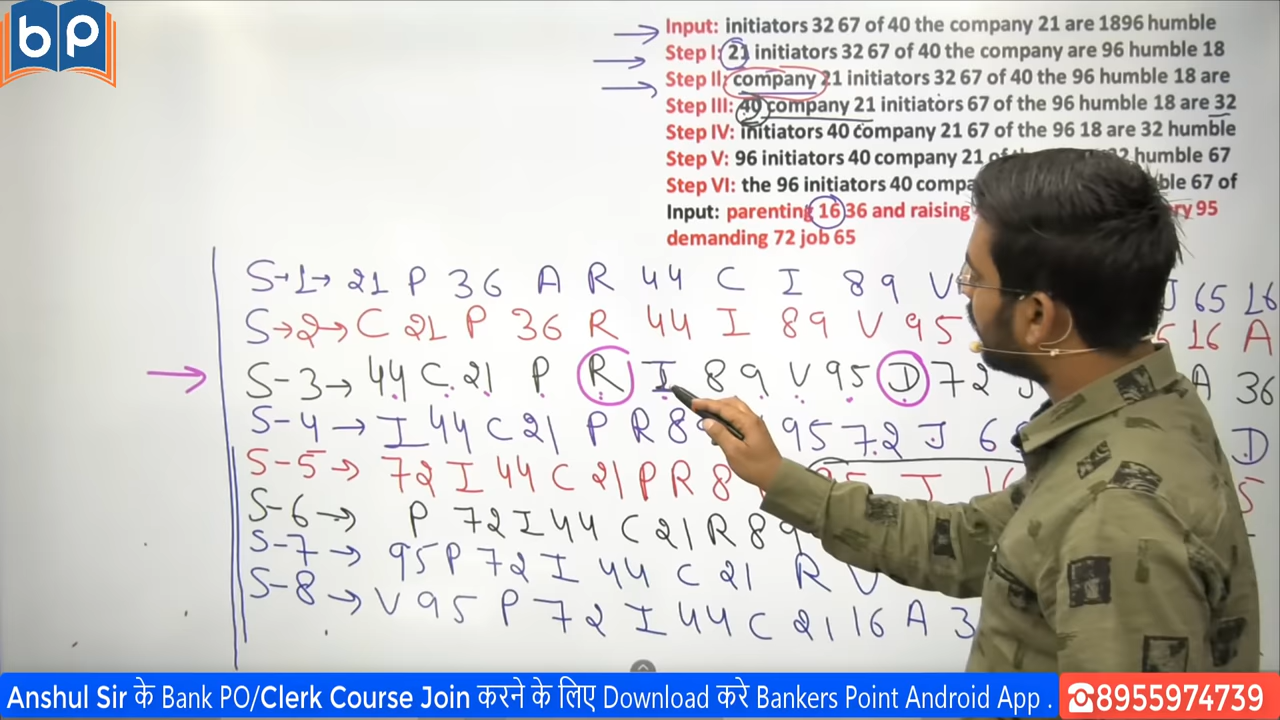 bp
Input: initiators 32 67 of 40 the company 21 are 1896 humble
Step I: 21 initiators 32 67 of 40 the company are 96 humble 18
Step II: company 21 initiators 32 67 of 40 the 96 humble 18 are
Step III: 40 company 21 initiators 67 of the 96 humble 18 are 32
Step IV: initiators 40 company 21 67 of the 96 18 are 32 humble
Step V: 96 initiators 40 company 21 humble 67
Step VI: the 96 initiators 40 67 of
Input: parenting 16 36 and raising 95
demanding 72 job 65
S-1→ 21 P 36 A R 44 C I 89 V J 65 16
S→2→ C 21 P 36 R 44 I 89 V 95 16 A
S-3→ 44 C 21 P R I 89 V 95 D 72 A 36
S-4→ I 44 C 21 P R 95 72 J D
S-5→ 72 I 44 C 21 P R J
S-6→ P 72 I 44 C 21 R 89
S-7→ 95 P 72 I 44 C 21 R V
S-8→ V 95 P 72 I 44 C 21 16 A
Anshul Sir के Bank PO/Clerk Course Join करने के लिए Download करे Bankers Point Android App . ☎8955974739